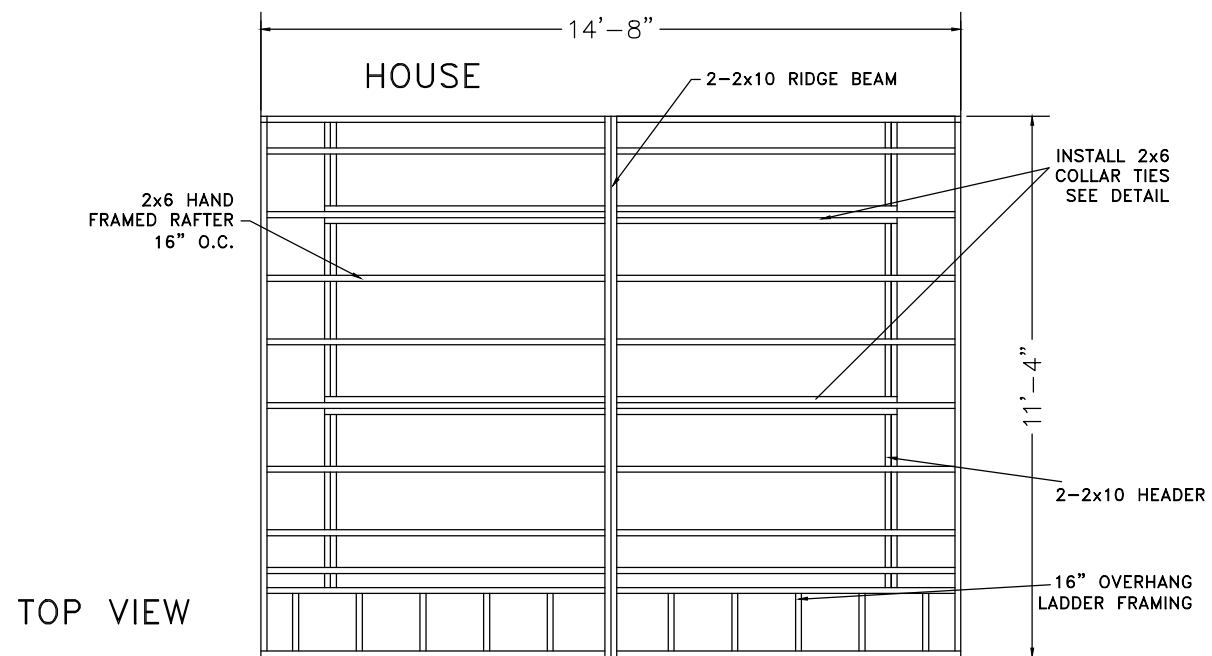 14’-8”
HOUSE
2-2x10 RIDGE BEAM
INSTALL 2x6
COLLAR TIES
SEE DETAIL
2x6 HAND
FRAMED RAFTER
16” O.C.
11’-4”
2-2x10 HEADER
16” OVERHANG
LADDER FRAMING
TOP VIEW